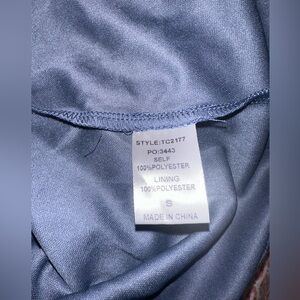 STYLE:TC2177
PO:3443
SELF
100%POLYESTER
LINING
100%POLYESTER
S
MADE IN CHINA